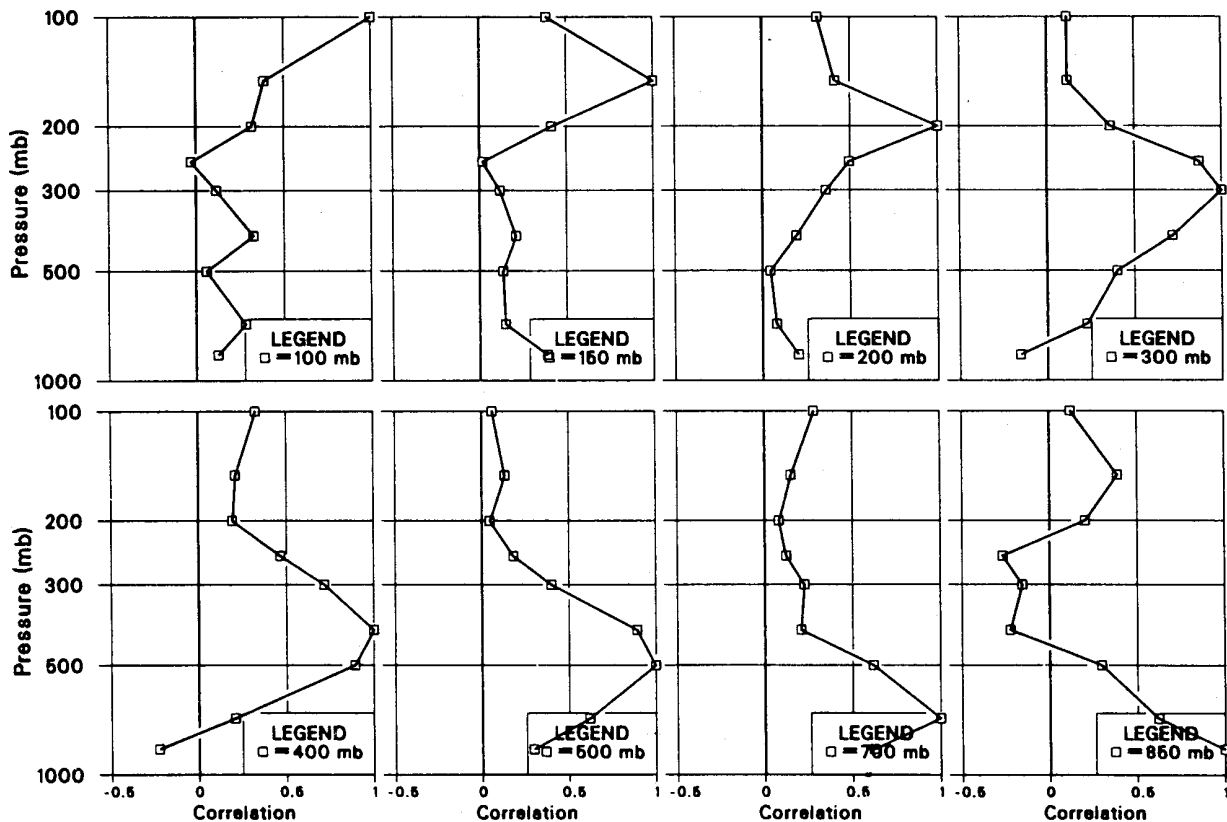 100
200
300
500
1000
Pressure (mb)
LEGEND
=100 mb
LEGEND
=150 mb
LEGEND
=200 mb
LEGEND
=300 mb
100
200
300
500
1000
Pressure (mb)
LEGEND
=400 mb
LEGEND
=500 mb
LEGEND
=700 mb
LEGEND
=850 mb
-0.5 0 0.5 1
Correlation
-0.5 0 0.5 1
Correlation
-0.5 0 0.5 1
Correlation
-0.5 0 0.5 1
Correlation